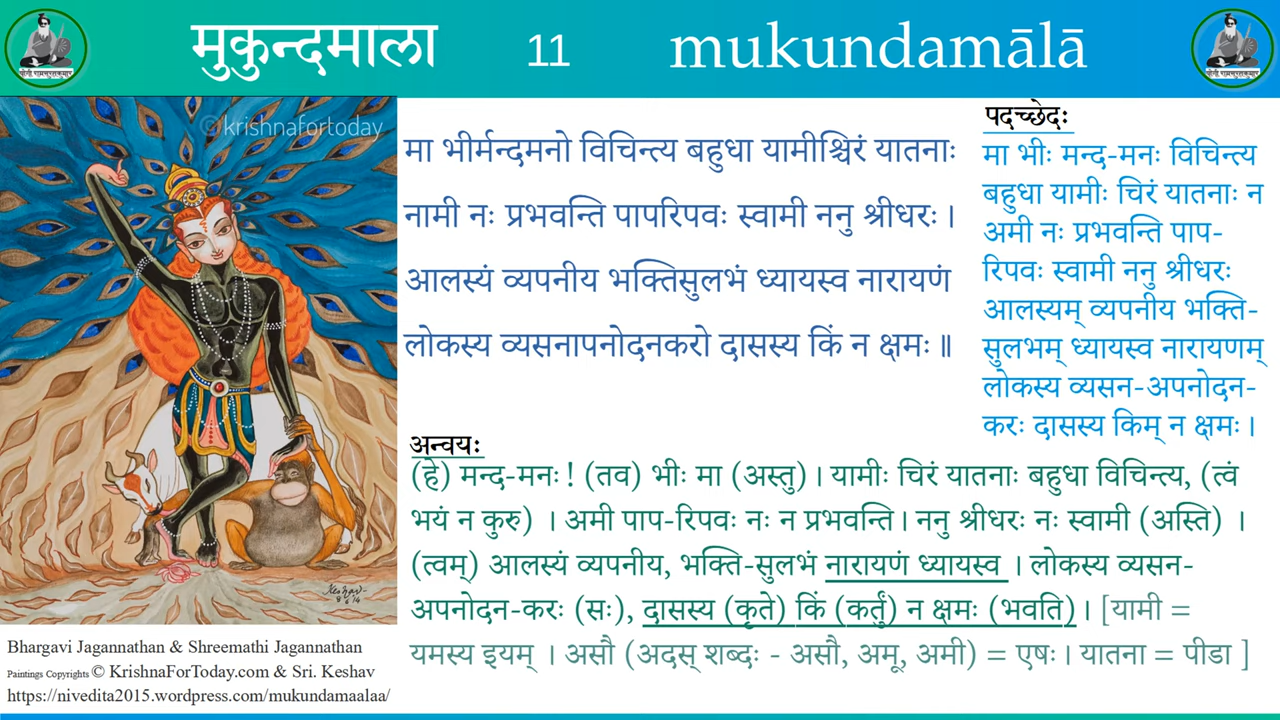 मुकुन्दमाला 11 mukundamālā
योगी रामसुरतकुमार
योगी रामसुरतकुमार
© krishnafortoday
मा भीर्मन्दमनो विचिन्त्य बहुधा यामीश्चिरं यातनाः
नामी नः प्रभवन्ति पापरिपवः स्वामी ननु श्रीधरः ।
आलस्यं व्यपनीय भक्तिसुलभं ध्यायस्व नारायणं
लोकस्य व्यसनापनोदनकरो दासस्य किं न क्षमः ॥
पदच्छेदः
मा भीः मन्द-मनः विचिन्त्य
बहुधा यामीः चिरं यातनाः न
अमी नः प्रभवन्ति पाप-
रिपवः स्वामी ननु श्रीधरः
आलस्यम् व्यपनीय भक्ति-
सुलभम् ध्यायस्व नारायणम्
लोकस्य व्यसन-अपनोदन-
करः दासस्य किम् न क्षमः ।
अन्वयः
(हे) मन्द-मनः ! (तव) भीः मा (अस्तु) । यामीः चिरं यातनाः बहुधा विचिन्त्य, (त्वं
भयं न कुरु) । अमी पाप-रिपवः नः न प्रभवन्ति । ननु श्रीधरः नः स्वामी (अस्ति) ।
(त्वम्) आलस्यं व्यपनीय, भक्ति-सुलभं नारायणं ध्यायस्व । लोकस्य व्यसन-
अपनोदन-करः (सः), दासस्य (कृते) किं (कर्तुं) न क्षमः (भवति) । [यामी =
यमस्य इयम् । असौ (अदस् शब्दः - असौ, अमू, अमी) = एषः । यातना = पीडा ]
Keshav
Bhargavi Jagannathan & Shreemathi Jagannathan
Paintings Copyrights © KrishnaForToday.com & Sri. Keshav
https://nivedita2015.wordpress.com/mukundamaalaa/